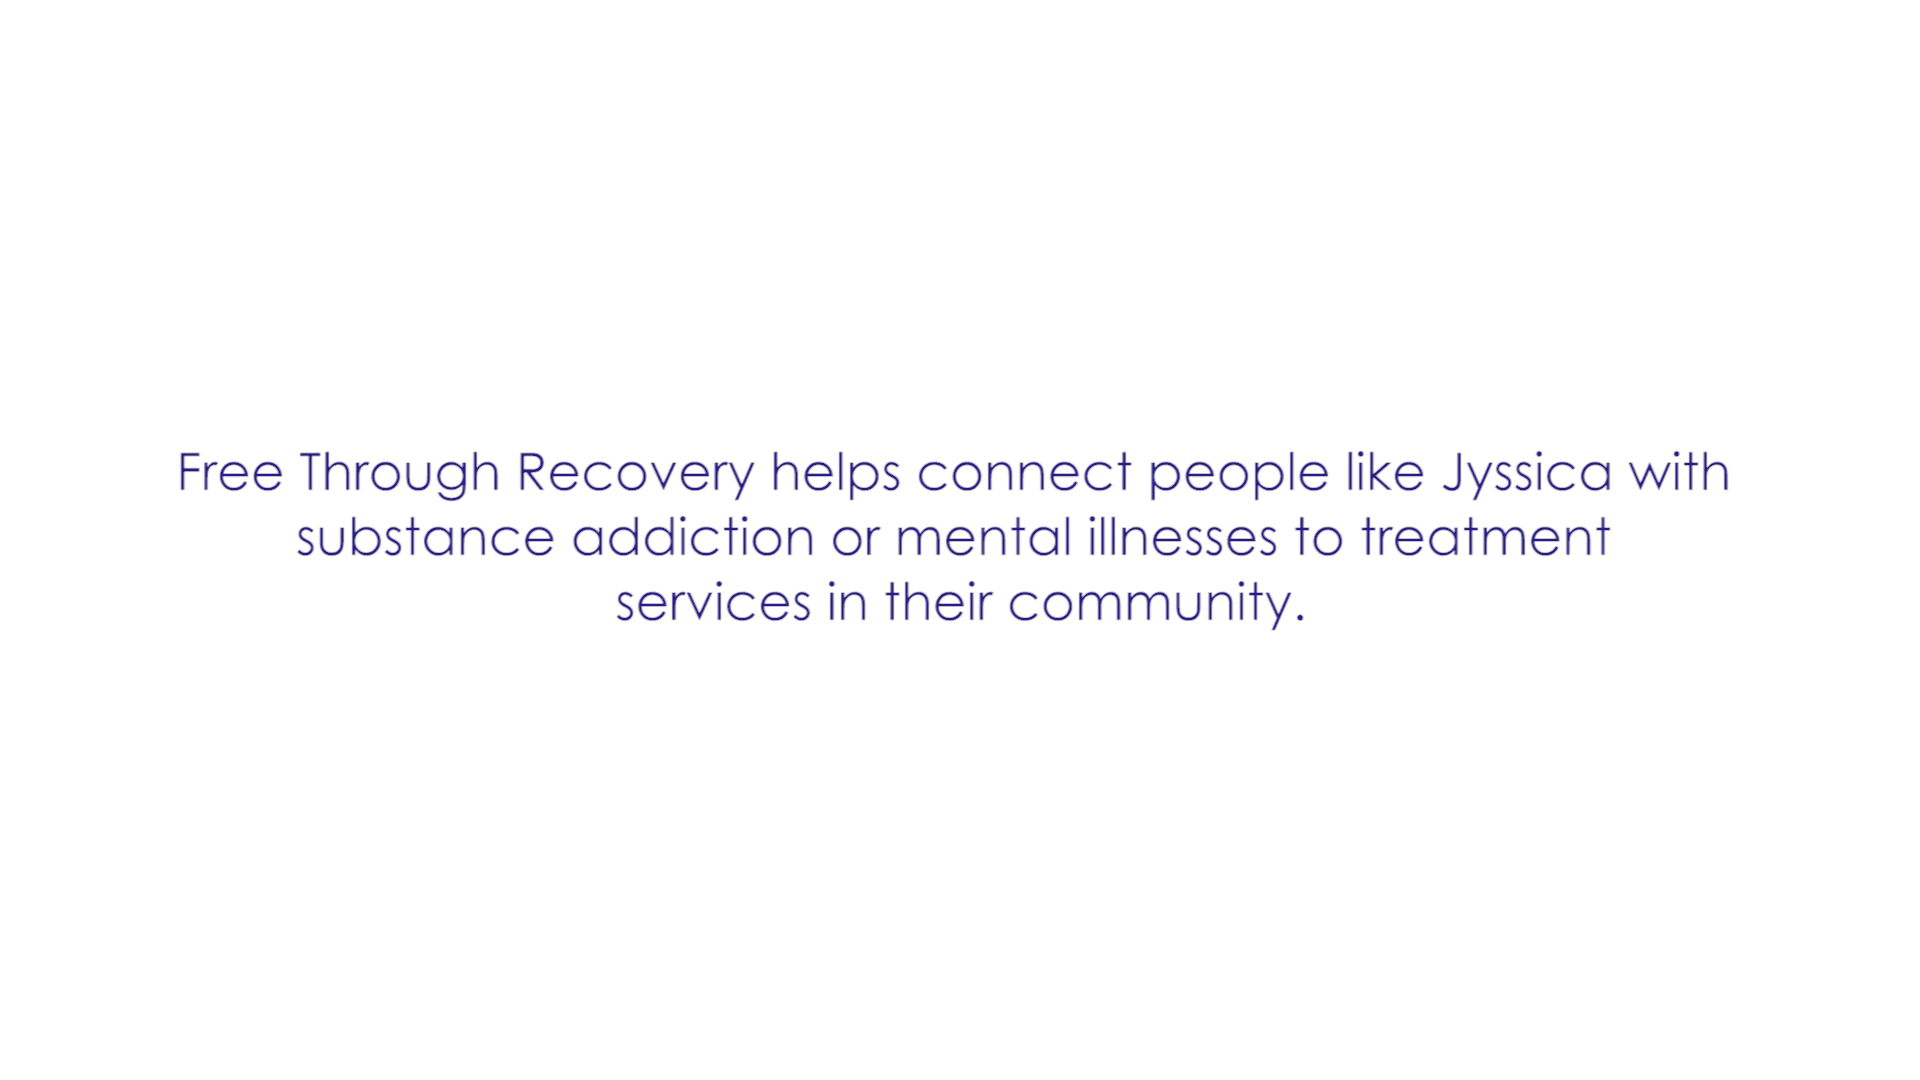 Free Through Recovery helps connect people like Jyssica with
substance addiction or mental illnesses to treatment
services in their community.